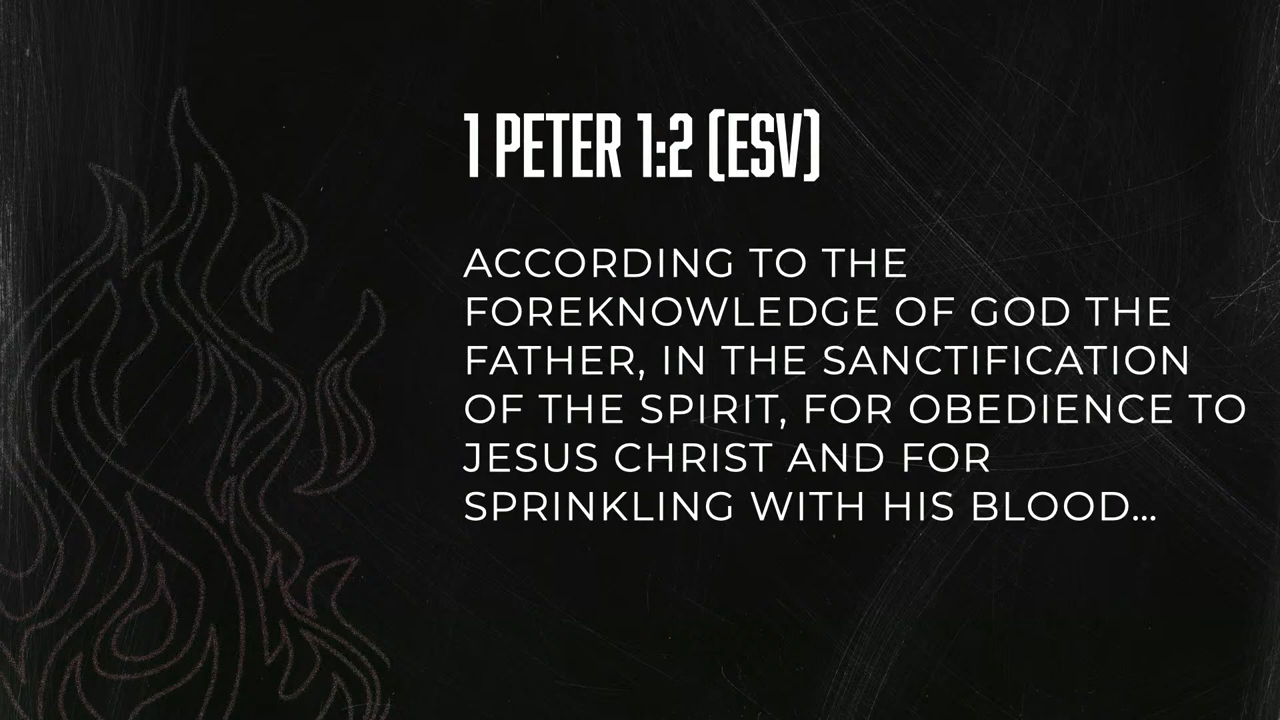 1 PETER 1:2 (ESV)
ACCORDING TO THE
FOREKNOWLEDGE OF GOD THE
FATHER, IN THE SANCTIFICATION
OF THE SPIRIT, FOR OBEDIENCE TO
JESUS CHRIST AND FOR
SPRINKLING WITH HIS BLOOD...